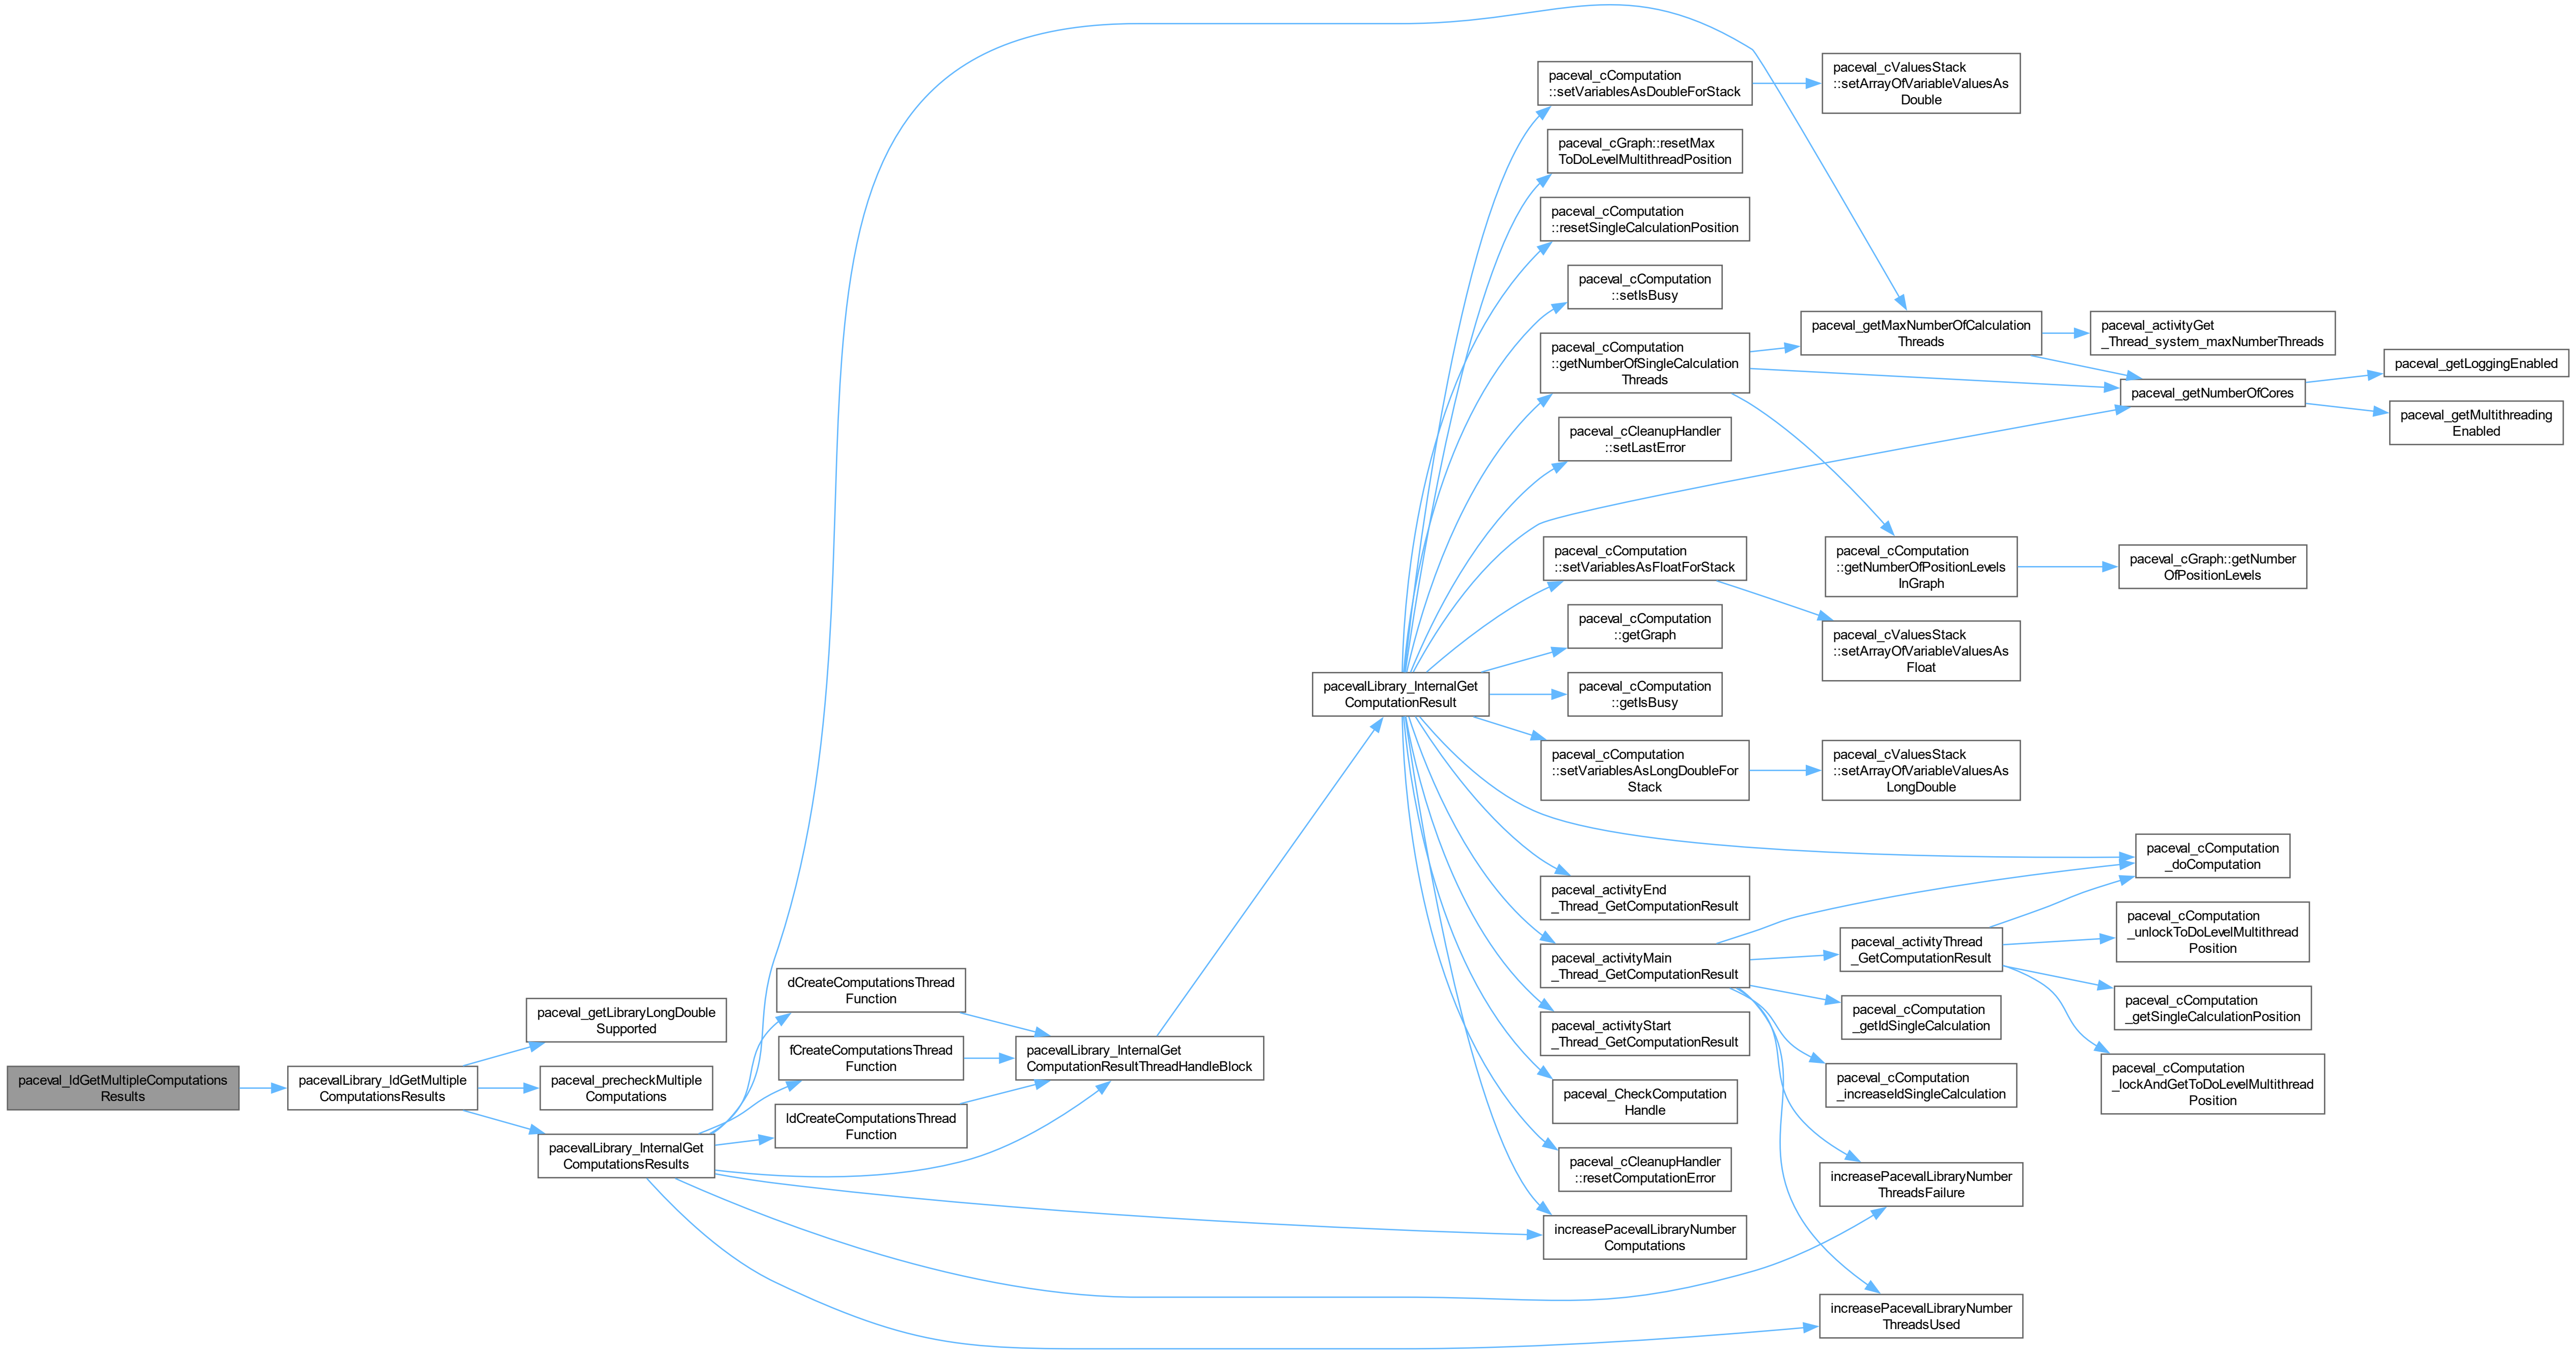 paceval_ldGetMultipleComputations
Results
pacevalLibrary_ldGetMultiple
ComputationsResults
paceval_getLibraryLongDouble
Supported
paceval_precheckMultiple
Computations
pacevalLibrary_InternalGet
ComputationsResults
dCreateComputationsThread
Function
fCreateComputationsThread
Function
ldCreateComputationsThread
Function
pacevalLibrary_InternalGet
ComputationResultThreadHandleBlock
pacevalLibrary_InternalGet
ComputationResult
paceval_cComputation
::setVariablesAsDoubleForStack
paceval_cGraph::resetMax
ToDoLevelMultithreadPosition
paceval_cComputation
::resetSingleCalculationPosition
paceval_cComputation
::setIsBusy
paceval_cComputation
::getNumberOfSingleCalculation
Threads
paceval_cCleanupHandler
::setLastError
paceval_cComputation
::setVariablesAsFloatForStack
paceval_cComputation
::getGraph
paceval_cComputation
::getIsBusy
paceval_cComputation
::setVariablesAsLongDoubleFor
Stack
paceval_activityEnd
_Thread_GetComputationResult
paceval_activityMain
_Thread_GetComputationResult
paceval_activityStart
_Thread_GetComputationResult
paceval_CheckComputation
Handle
paceval_cCleanupHandler
::resetComputationError
increasePacevalLibraryNumber
Computations
paceval_cValuesStack
::setArrayOfVariableValuesAs
Double
paceval_getMaxNumberOfCalculation
Threads
paceval_cComputation
::getNumberOfPositionLevels
InGraph
paceval_cValuesStack
::setArrayOfVariableValuesAs
Float
paceval_cValuesStack
::setArrayOfVariableValuesAs
LongDouble
paceval_activityThread
_GetComputationResult
paceval_cComputation
_getIdSingleCalculation
paceval_cComputation
_increaseIdSingleCalculation
increasePacevalLibraryNumber
ThreadsFailure
increasePacevalLibraryNumber
ThreadsUsed
paceval_activityGet
_Thread_system_maxNumberThreads
paceval_getNumberOfCores
paceval_cGraph::getNumber
OfPositionLevels
paceval_cComputation
_doComputation
paceval_cComputation
_unlockToDoLevelMultithread
Position
paceval_cComputation
_getSingleCalculationPosition
paceval_cComputation
_lockAndGetToDoLevelMultithread
Position
paceval_getLoggingEnabled
paceval_getMultithreading
Enabled